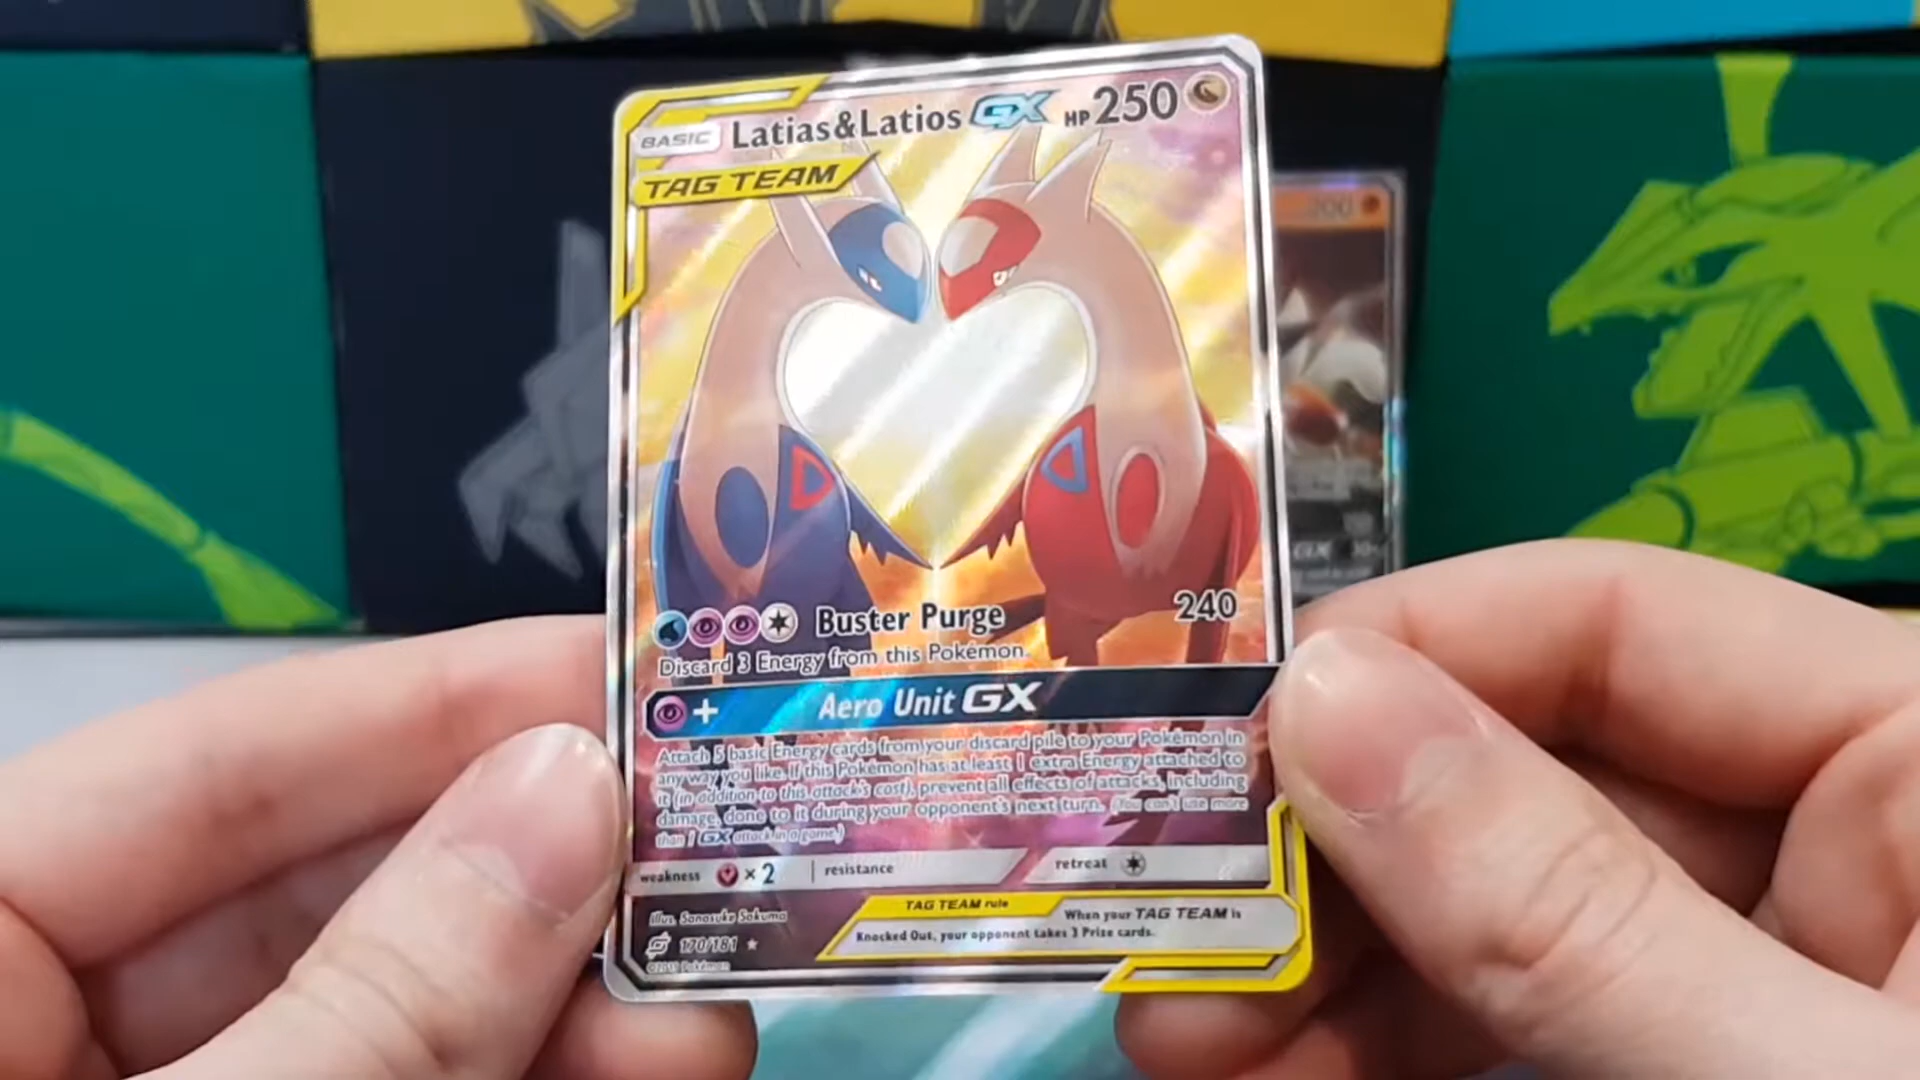 BASIC Latias&Latios GX HP 250
TAG TEAM
200
Buster Purge 240
Discard 3 Energy from this Pokémon.
+ Aero Unit GX
Attach 5 basic Energy cards from your discard pile to your Pokémon in
any way you like. If this Pokémon has at least 1 extra Energy attached to
it (in addition to this attack's cost), prevent all effects of attacks, including
damage, done to it during your opponent's next turn. (You can't use more
than 1 GX attack in a game.)
weakness ×2 resistance retreat
TAG TEAM rule
When your TAG TEAM is
Knocked Out, your opponent takes 3 Prize cards.
Illus. Sanosuke Sakuma
170/181
©2019 Pokémon
GX